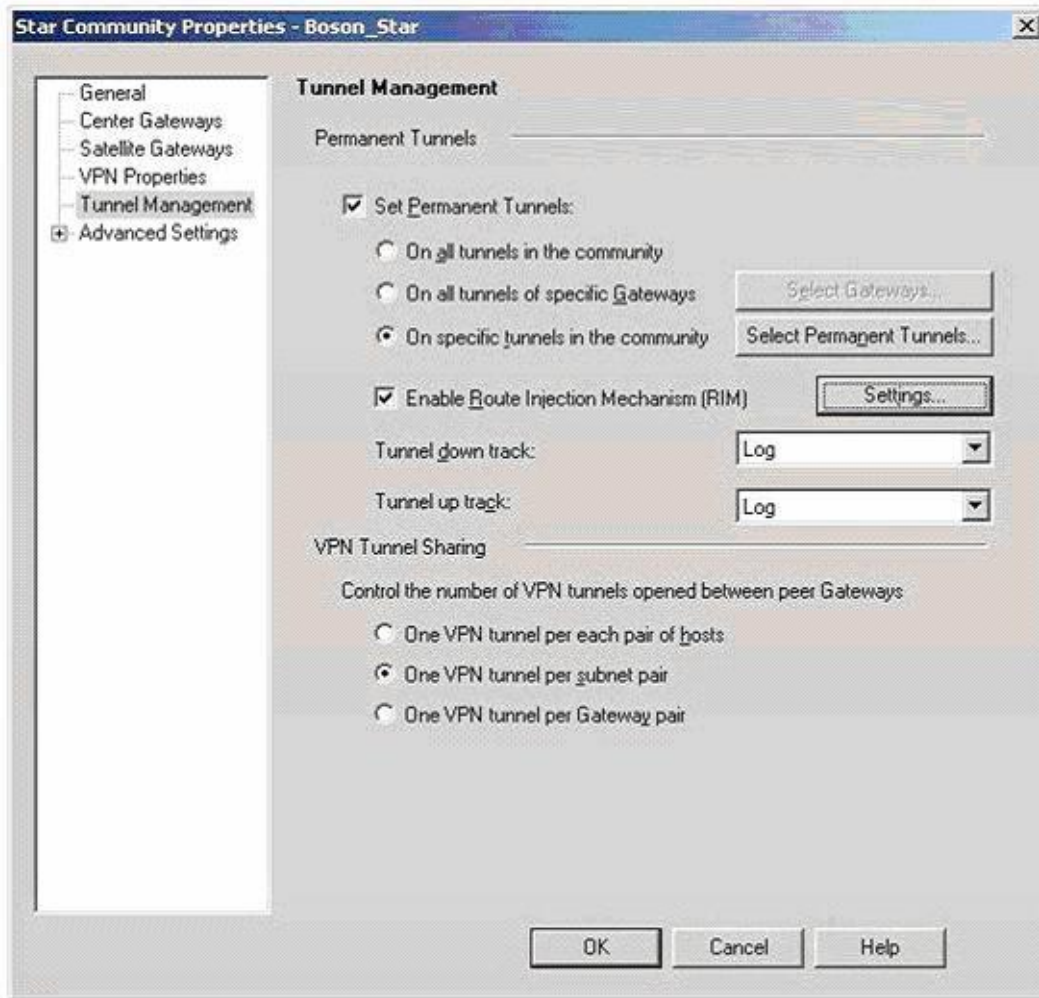 Star Community Properties - Boson_Star
General
Center Gateways
Satellite Gateways
VPN Properties
Tunnel Management
Advanced Settings
Tunnel Management
Permanent Tunnels
Set Permanent Tunnels:
On all tunnels in the community
On all tunnels of specific Gateways
Select Gateways...
On specific tunnels in the community
Select Permanent Tunnels...
Enable Route Injection Mechanism (RIM)
Settings...
Tunnel down track:
Log
Tunnel up track:
Log
VPN Tunnel Sharing
Control the number of VPN tunnels opened between peer Gateways
One VPN tunnel per each pair of hosts
One VPN tunnel per subnet pair
One VPN tunnel per Gateway pair
OK
Cancel
Help